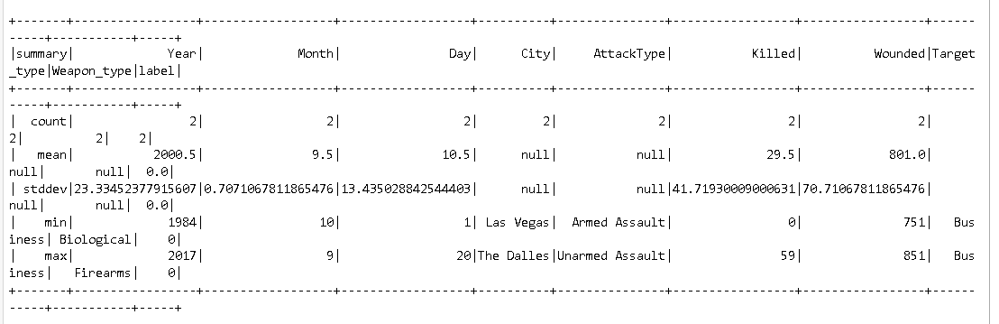 +-------+-----------------+------------------+------------------+----------+---------------+-----------------+-----------------+------
-----+-----------+-----+
|summary|             Year|             Month|               Day|      City|     AttackType|           Killed|          Wounded|Target
_type|Weapon_type|label|
+-------+-----------------+------------------+------------------+----------+---------------+-----------------+-----------------+------
-----+-----------+-----+
|  count|                2|                 2|                 2|         2|              2|                2|                2|
2|          2|    2|
|   mean|           2000.5|               9.5|              10.5|      null|           null|             29.5|            801.0|
null|       null|  0.0|
| stddev|23.33452377915607|0.7071067811865476|13.435028842544403|      null|           null|41.71930009000631|70.71067811865476|
null|       null|  0.0|
|    min|             1984|                10|                 1| Las Vegas|  Armed Assault|                0|              751|   Bus
iness| Biological|    0|
|    max|             2017|                 9|                20|The Dalles|Unarmed Assault|               59|              851|   Bus
iness|   Firearms|    0|
+-------+-----------------+------------------+------------------+----------+---------------+-----------------+-----------------+------
-----+-----------+-----+